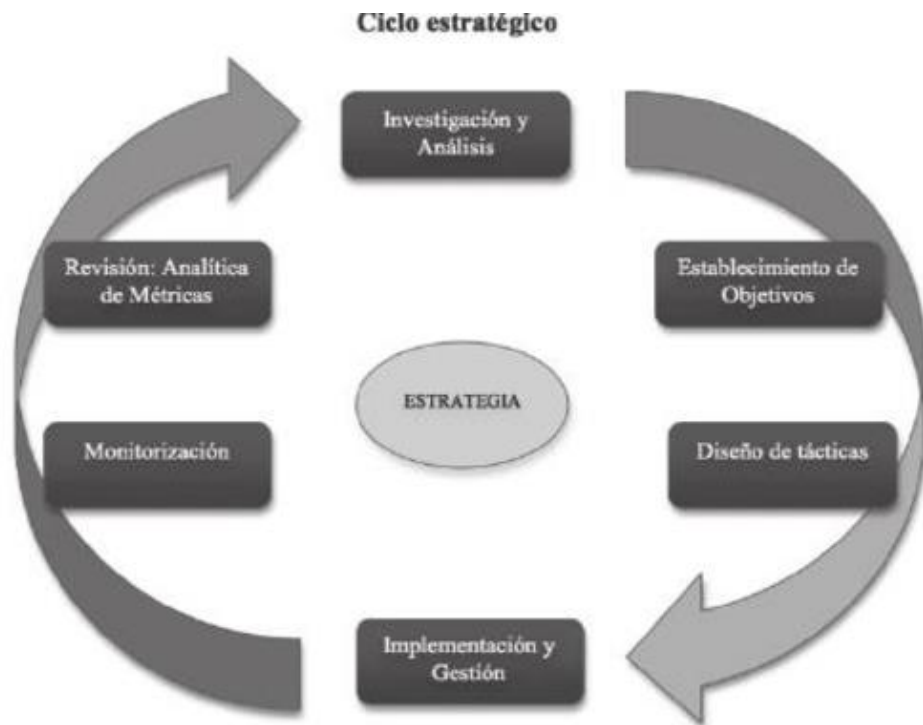 Ciclo estratégico
Investigación y
Análisis
Revisión: Analítica
de Métricas
Establecimiento de
Objetivos
ESTRATEGIA
Monitorización
Diseño de tácticas
Implementación y
Gestión